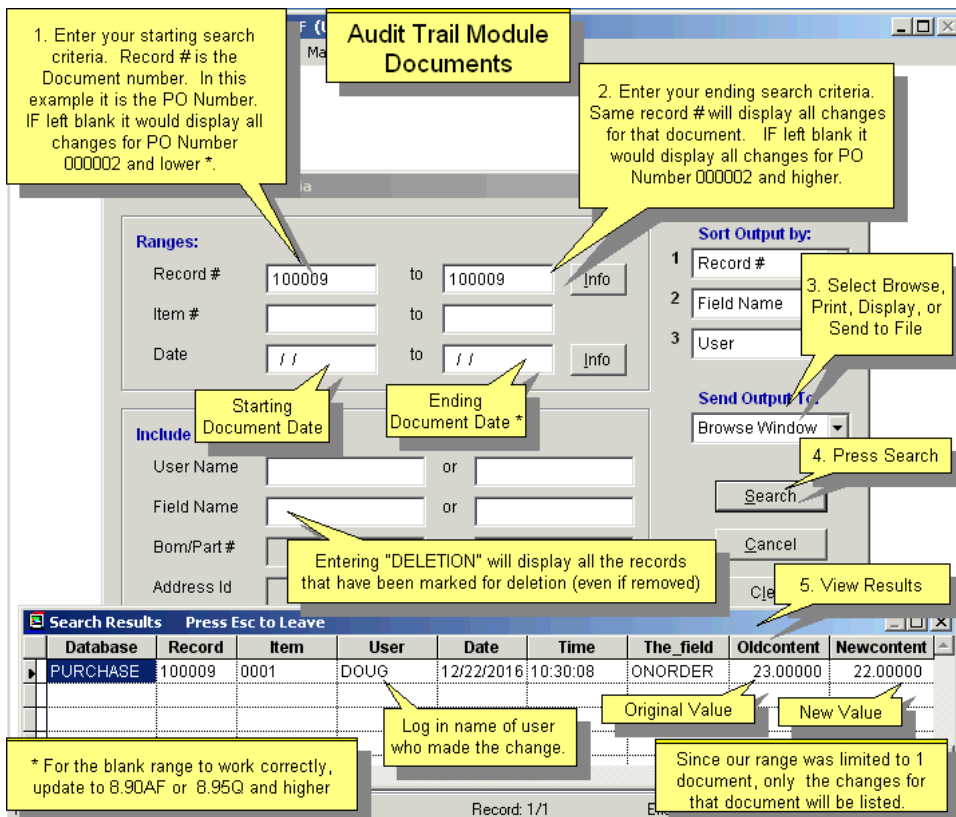 F (U
Ma
Audit Trail Module
Documents
1. Enter your starting search
criteria. Record # is the
Document number. In this
example it is the PO Number.
IF left blank it would display all
changes for PO Number
000002 and lower *.
2. Enter your ending search criteria.
Same record # will display all changes
for that document. IF left blank it
would display all changes for PO
Number 000002 and higher.
ia
Ranges:
Record # 100009 to 100009 Info
Item # to
Date / / to / / Info
Starting
Document Date
Ending
Document Date *
Sort Output by:
1 Record #
2 Field Name
3 User
3. Select Browse,
Print, Display, or
Send to File
Send Output To:
Browse Window
4. Press Search
Search
Cancel
Cle
Include
User Name or
Field Name or
Bom/Part #
Address Id
Entering "DELETION" will display all the records
that have been marked for deletion (even if removed)
5. View Results
Search Results Press Esc to Leave
Database Record Item User Date Time The_field Oldcontent Newcontent
PURCHASE 100009 0001 DOUG 12/22/2016 10:30:08 ONORDER 23.00000 22.00000
Log in name of user
who made the change.
Original Value
New Value
* For the blank range to work correctly,
update to 8.90AF or 8.95Q and higher
Since our range was limited to 1
document, only the changes for
that document will be listed.
Record: 1/1